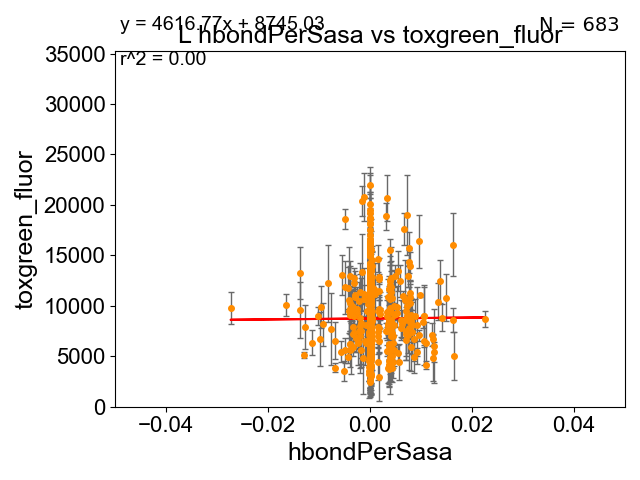 y = 4616.77x + 8745.03
N = 683
L hbondPerSasa vs toxgreen_fluor
r^2 = 0.00
35000
30000
25000
20000
15000
10000
5000
0
toxgreen_fluor
−0.04
−0.02
0.00
0.02
0.04
hbondPerSasa